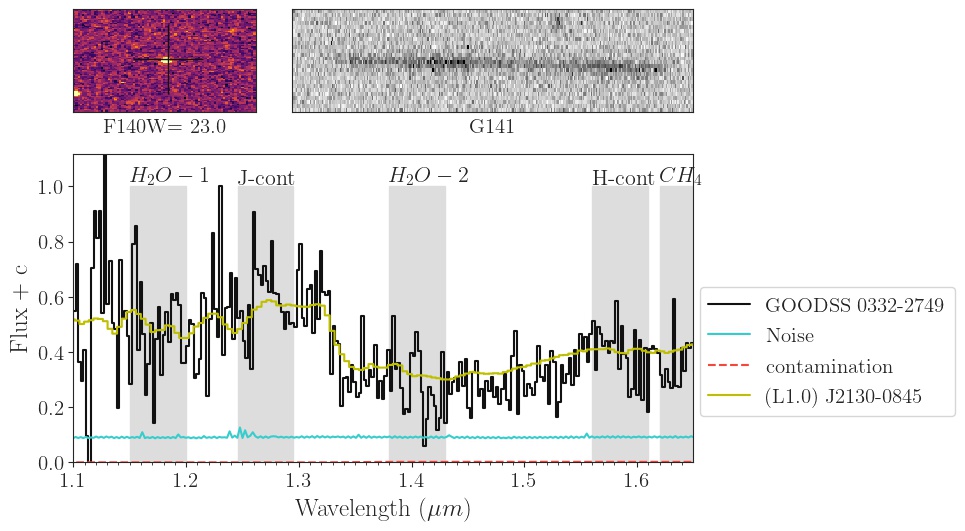 F140W= 23.0
G141
H₂O − 1
J-cont
H₂O − 2
H-cont
CH₄
1.0
0.8
0.6
0.4
0.2
0.0
Flux + c
1.1
1.2
1.3
1.4
1.5
1.6
Wavelength (μm)
GOODSS 0332-2749
Noise
contamination
(L1.0) J2130-0845